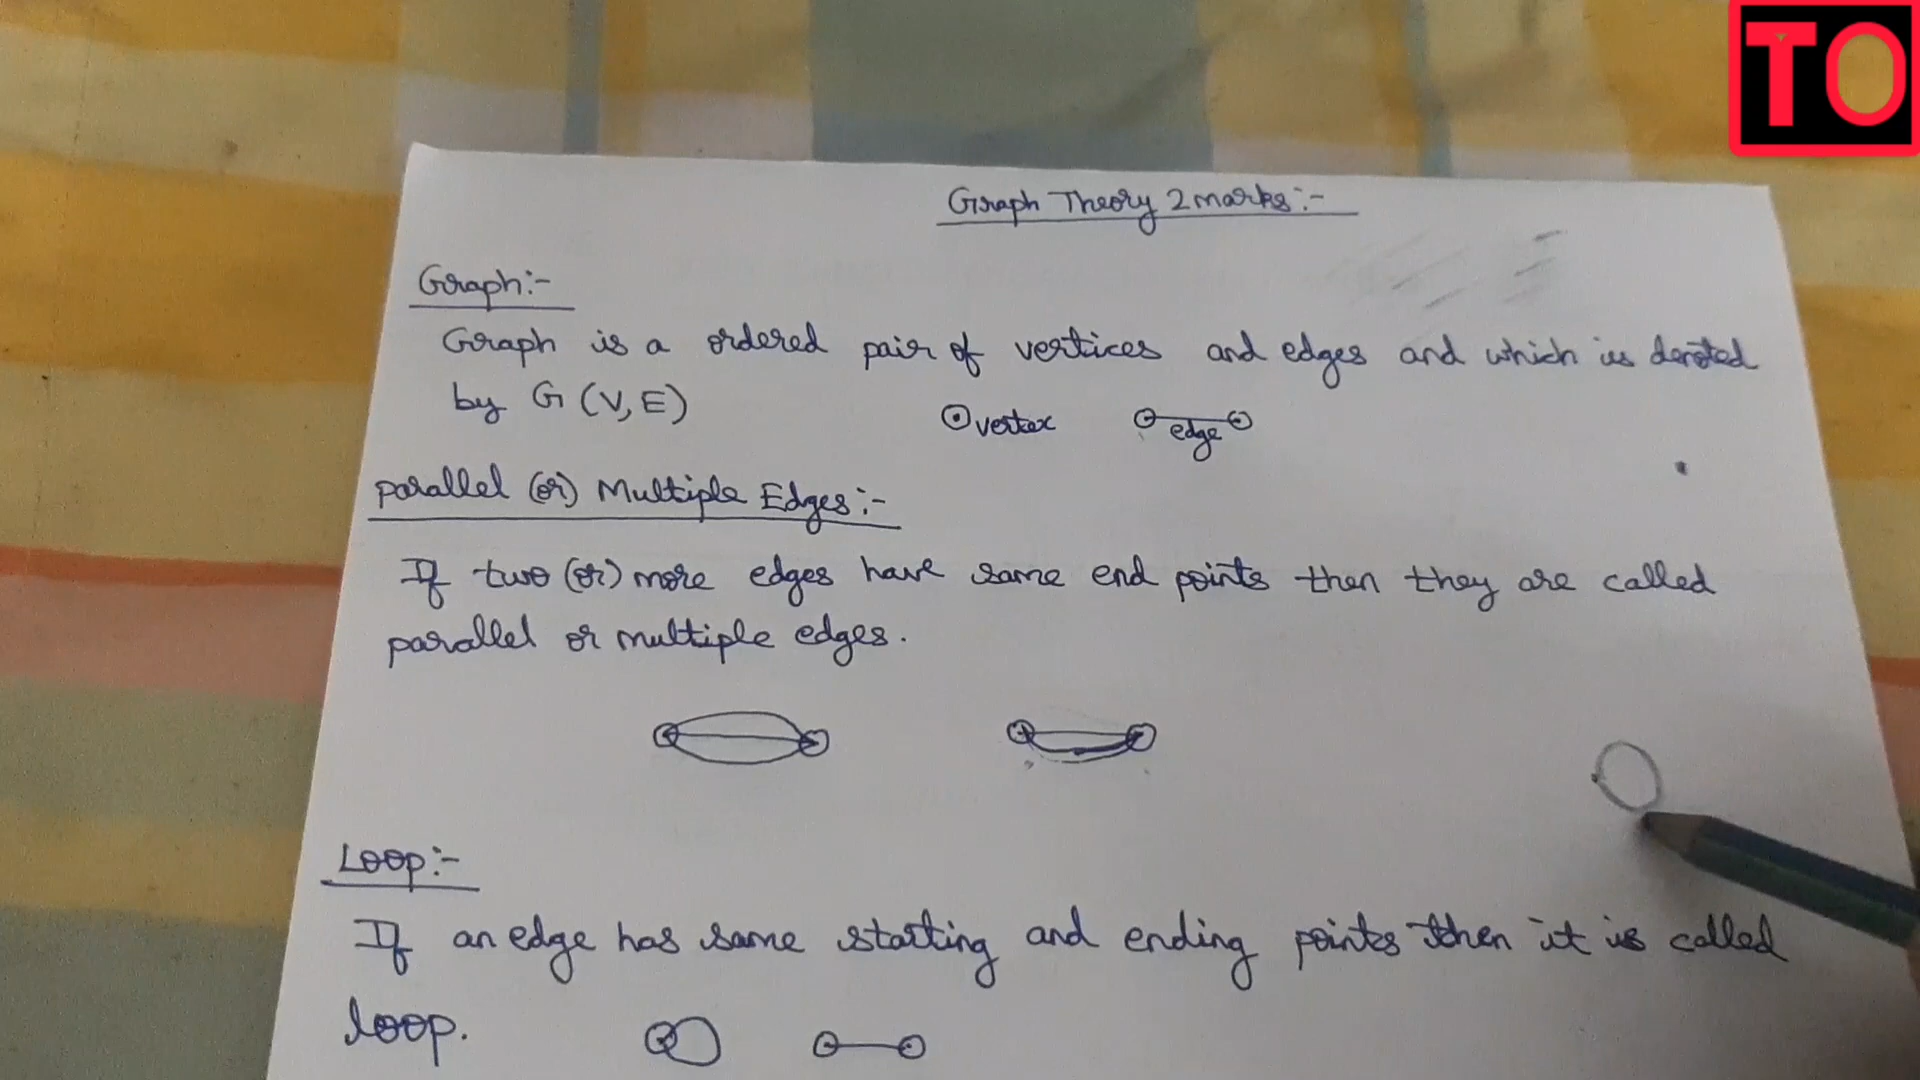 TO
Graph Theory 2 marks:-
Graph:-
Graph is a ordered pair of vertices and edges and which is denoted
by G (V, E)
vertex
edge
parallel (or) Multiple Edges:-
If two (or) more edges have same end points then they are called
parallel or multiple edges.
Loop:-
If an edge has same starting and ending points then it is called
loop.